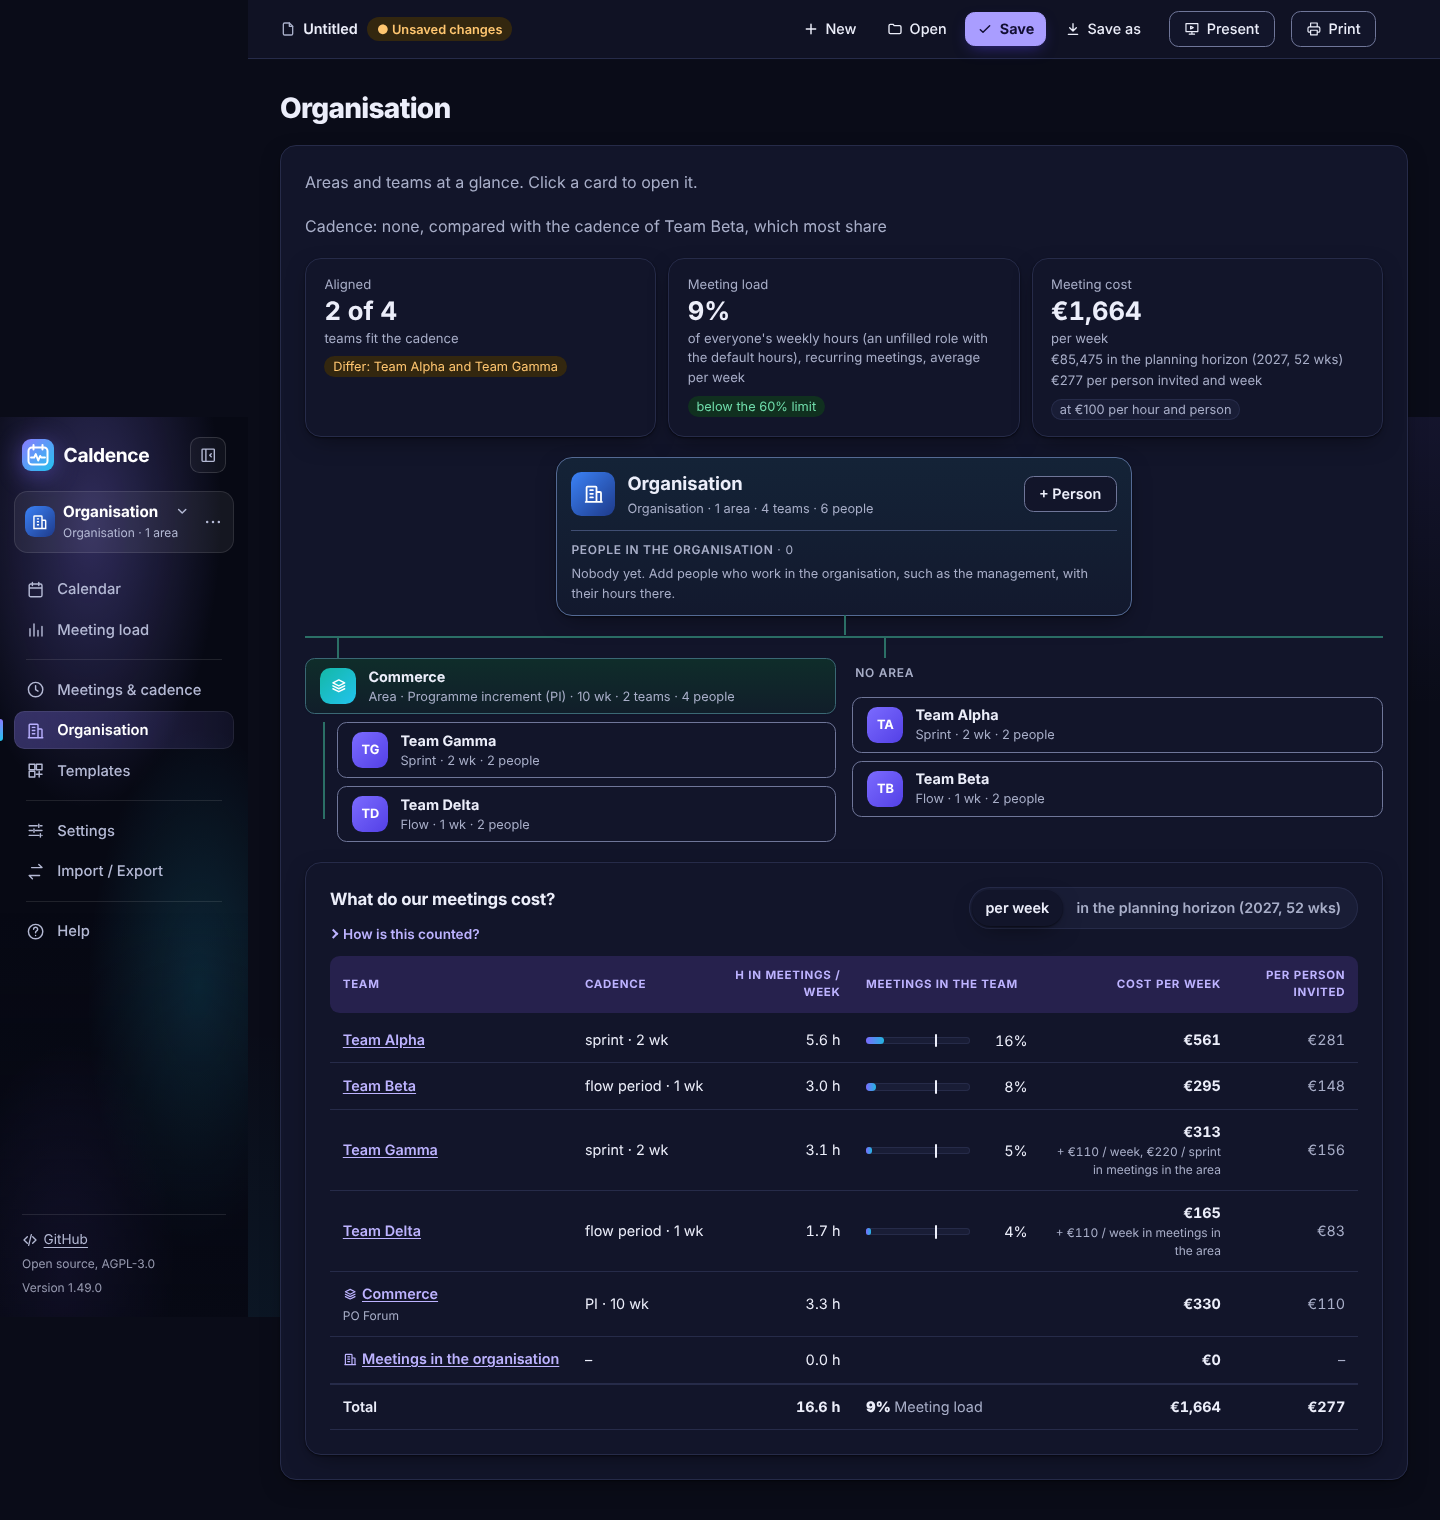 Untitled
Unsaved changes
New
Open
Save
Save as
Present
Print
Organisation
Areas and teams at a glance. Click a card to open it.
Cadence: none, compared with the cadence of Team Beta, which most share
Aligned
2 of 4
teams fit the cadence
Differ: Team Alpha and Team Gamma
Meeting load
9%
of everyone's weekly hours (an unfilled role with
the default hours), recurring meetings, average
per week
below the 60% limit
Meeting cost
€1,664
per week
€85,475 in the planning horizon (2027, 52 wks)
€277 per person invited and week
at €100 per hour and person
Caldence
Organisation
Organisation · 1 area
Calendar
Meeting load
Meetings & cadence
Organisation
Templates
Settings
Import / Export
Help
GitHub
Open source, AGPL-3.0
Version 1.49.0
Organisation
Organisation · 1 area · 4 teams · 6 people
+ Person
PEOPLE IN THE ORGANISATION · 0
Nobody yet. Add people who work in the organisation, such as the management, with
their hours there.
Commerce
Area · Programme increment (PI) · 10 wk · 2 teams · 4 people
TG
Team Gamma
Sprint · 2 wk · 2 people
TD
Team Delta
Flow · 1 wk · 2 people
NO AREA
TA
Team Alpha
Sprint · 2 wk · 2 people
TB
Team Beta
Flow · 1 wk · 2 people
What do our meetings cost?
How is this counted?
per week
in the planning horizon (2027, 52 wks)
TEAM
CADENCE
H IN MEETINGS /
WEEK
MEETINGS IN THE TEAM
COST PER WEEK
PER PERSON
INVITED
Team Alpha
sprint · 2 wk
5.6 h
16%
€561
€281
Team Beta
flow period · 1 wk
3.0 h
8%
€295
€148
Team Gamma
sprint · 2 wk
3.1 h
5%
€313
+ €110 / week, €220 / sprint
in meetings in the area
€156
Team Delta
flow period · 1 wk
1.7 h
4%
€165
+ €110 / week in meetings in
the area
€83
Commerce
PO Forum
PI · 10 wk
3.3 h
€330
€110
Meetings in the organisation
–
0.0 h
€0
–
Total
16.6 h
9% Meeting load
€1,664
€277